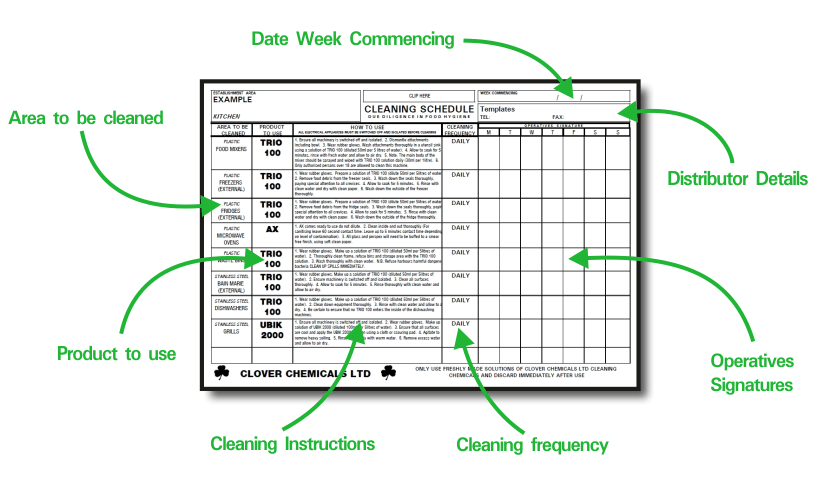 Date Week Commencing
Area to be cleaned
Distributor Details
Product to use
Operatives
Signatures
Cleaning Instructions
Cleaning frequency
ESTABLISHMENT AREA
EXAMPLE
KITCHEN
CLIP HERE
CLEANING SCHEDULE
DUE DILIGENCE IN FOOD HYGIENE
WEEK COMMENCING
/ /
Templates
TEL: FAX:
AREA TO BE
CLEANED
PRODUCT
TO USE
HOW TO USE
ALL ELECTRICAL APPLIANCES MUST BE SWITCHED OFF AND ISOLATED BEFORE CLEANING
CLEANING
FREQUENCY
OPERATIVES SIGNATURE
M T W T F S S
PLASTIC
FOOD MIXERS
TRIO
100
1. Ensure all machinery is switched off and isolated. 2. Dismantle attachments
including bowl. 3. Wear rubber gloves. Wash attachments thoroughly in a stencil sink
using a solution of TRIO 100 (diluted 50ml per 5 litres of water). 4. Allow to soak for 5
minutes, rinse with fresh water and allow to air dry. 5. Note. The main body of the
mixer should be sprayed and wiped with TRIO 100 solution daily (30ml per 1litre). 6.
Only authorised persons over 18 are allowed to clean this machine.
DAILY
PLASTIC
FREEZERS
(EXTERNAL)
TRIO
100
1. Wear rubber gloves. Prepare a solution of TRIO 100 (dilute 50ml per 5litres of water)
2. Remove food debris from the freezer seals. 3. Wash down the seals thoroughly,
paying special attention to all crevices. 4. Allow to soak for 5 minutes. 5. Rinse with
clean water and dry with clean paper. 6. Wash down the outside of the freezer
thoroughly.
DAILY
PLASTIC
FRIDGES
(EXTERNAL)
TRIO
100
1. Wear rubber gloves. Prepare a solution of TRIO 100 (dilute 50ml per 5litres of water)
2. Remove food debris from the fridge seals. 3. Wash down the seals thoroughly, paying
special attention to all crevices. 4. Allow to soak for 5 minutes. 5. Rinse with clean
water and dry with clean paper. 6. Wash down the outside of the fridge thoroughly.
DAILY
PLASTIC
MICROWAVE
OVENS
AX
1. AX comes ready to use do not dilute. 2. Clean inside and out thoroughly (For
sanitising leave 60 second contact time. Leave up to 5 minutes contact time depending
on level of contamination). 3. All glass and perspex will need to be buffed to a smear
free finish, using soft clean paper.
DAILY
PLASTIC
TRIO
100
1. Wear rubber gloves. Make up a solution of TRIO 100 (diluted 50ml per 5litres of
water). 2. Thoroughly clean frame, refuse bins and storage area with the TRIO 100
solution. 3. Wash thoroughly with clean water. N.B. Refuse harbours harmful dangerous
bacteria CLEAN UP SPILLS IMMEDIATELY.
DAILY
STAINLESS STEEL
BAIN MARIE
(EXTERNAL)
TRIO
100
1. Wear rubber gloves. Make up a solution of TRIO 100 (diluted 50ml per 5litres of
water). 2. Ensure machinery is switched off and isolated. 3. Clean all surfaces
thoroughly. 4. Allow to soak for 5 minutes. 5. Rinse thoroughly with clean water and
allow to air dry.
DAILY
STAINLESS STEEL
DISHWASHERS
TRIO
100
1. Wear rubber gloves. Make up a solution of TRIO 100 (diluted 50ml per 5litres of
water). 2. Clean down equipment thoroughly. 3. Rinse with clean water and allow to air
dry. 4. Be certain to ensure that no TRIO 100 enters the inside of the dishwashing
machines.
DAILY
STAINLESS STEEL
GRILLS
UBIK
2000
1. Ensure all machinery is switched off and isolated. 2. Wear rubber gloves. Make up
solution of UBIK 2000 (diluted 5litres of water). 3. Ensure that all surfaces
are cool and apply the UBIK 2000 using a cloth or scouring pad. 4. Agitate to
remove heavy soiling. 5. with warm water. 6. Remove excess water
and allow to air dry.
DAILY
CLOVER CHEMICALS LTD
ONLY USE FRESHLY MADE SOLUTIONS OF CLOVER CHEMICALS LTD CLEANING
CHEMICALS AND DISCARD IMMEDIATELY AFTER USE